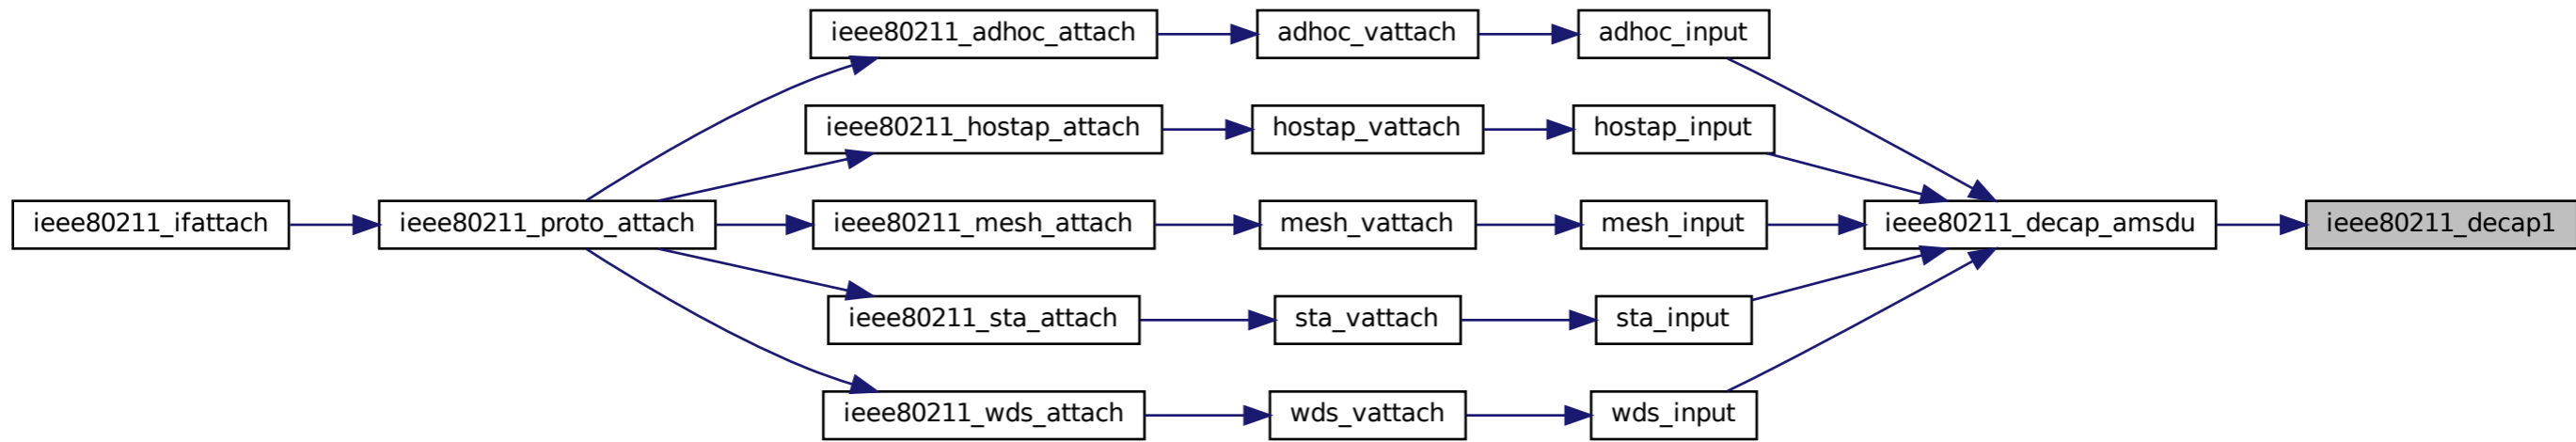 ieee80211_adhoc_attach
adhoc_vattach
adhoc_input
ieee80211_hostap_attach
hostap_vattach
hostap_input
ieee80211_ifattach
ieee80211_proto_attach
ieee80211_mesh_attach
mesh_vattach
mesh_input
ieee80211_decap_amsdu
ieee80211_decap1
ieee80211_sta_attach
sta_vattach
sta_input
ieee80211_wds_attach
wds_vattach
wds_input